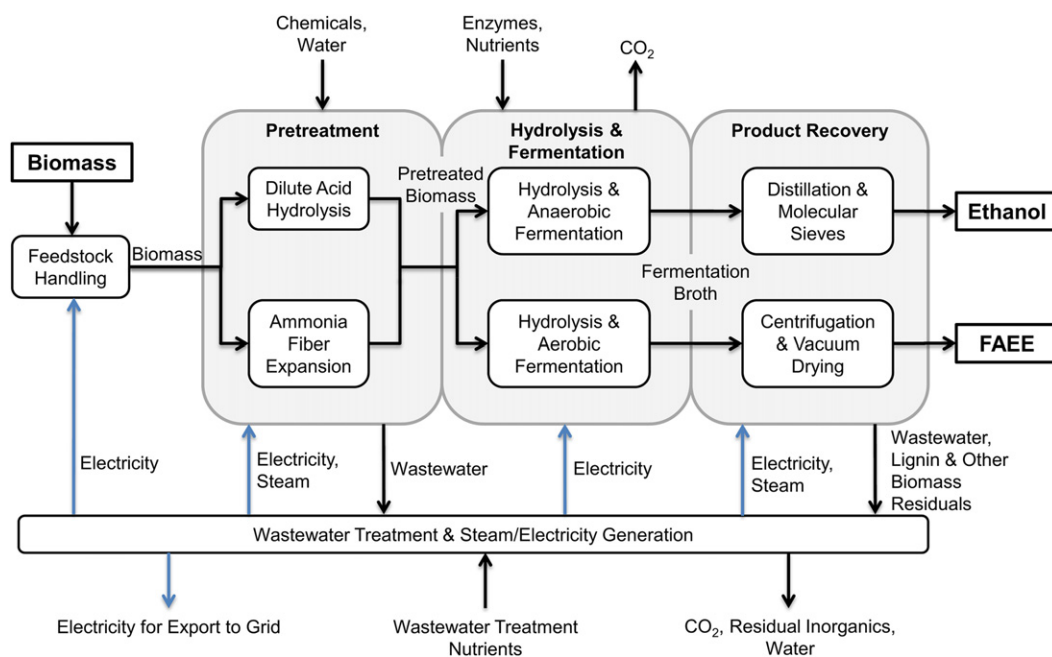 Chemicals,
Water
Enzymes,
Nutrients
CO₂
Pretreatment
Hydrolysis &
Fermentation
Product Recovery
Biomass
Dilute Acid
Hydrolysis
Pretreated
Biomass
Hydrolysis &
Anaerobic
Fermentation
Distillation &
Molecular
Sieves
Ethanol
Feedstock
Handling
Biomass
Fermentation
Broth
Ammonia
Fiber
Expansion
Hydrolysis &
Aerobic
Fermentation
Centrifugation
& Vacuum
Drying
FAEE
Electricity
Electricity,
Steam
Wastewater
Electricity
Electricity,
Steam
Wastewater,
Lignin & Other
Biomass
Residuals
Wastewater Treatment & Steam/Electricity Generation
Electricity for Export to Grid
Wastewater Treatment
Nutrients
CO₂, Residual Inorganics,
Water